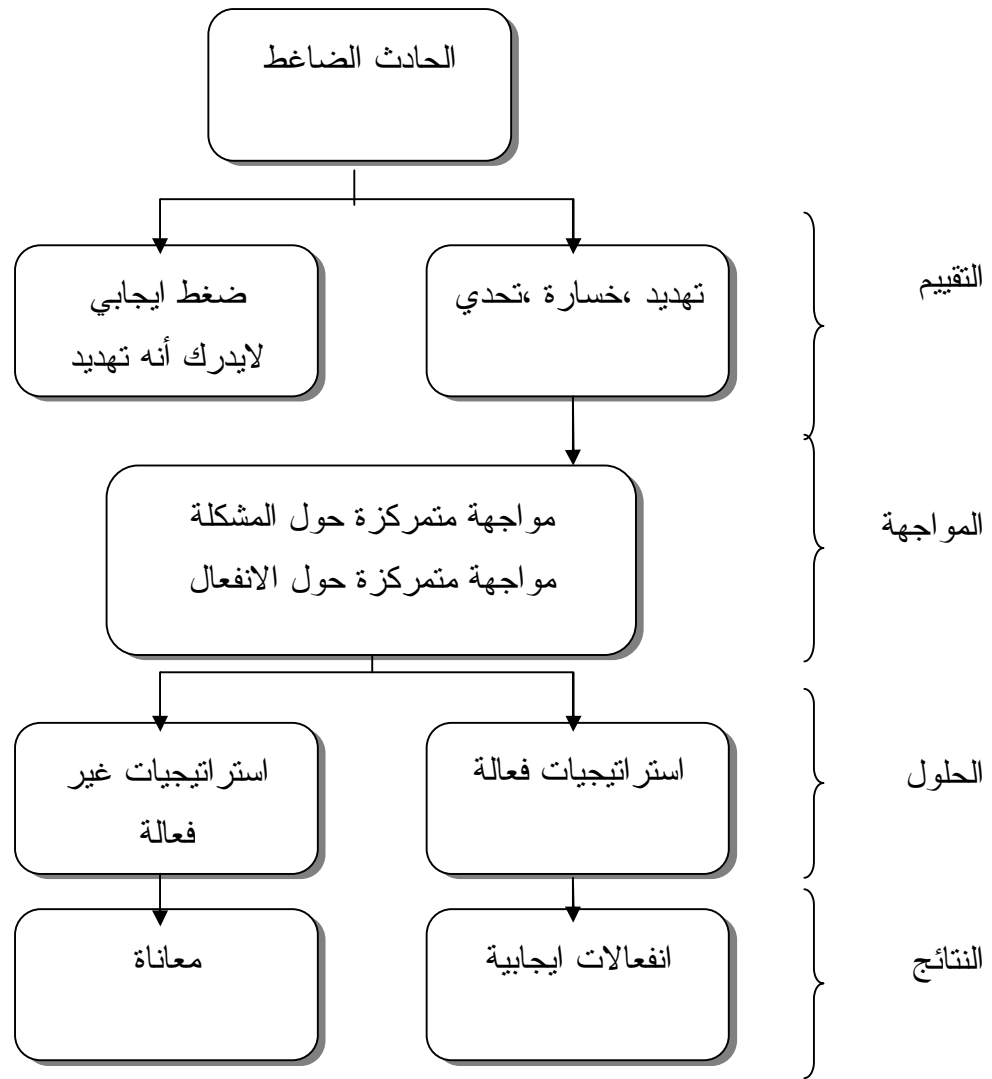 الحادث الضاغط
التقييم
تهديد ،خسارة ،تحدي
ضغط ايجابي
لايدرك أنه تهديد
المواجهة
مواجهة متمركزة حول المشكلة
مواجهة متمركزة حول الانفعال
الحلول
استراتيجيات فعالة
استراتيجيات غير
فعالة
النتائج
انفعالات ايجابية
معاناة